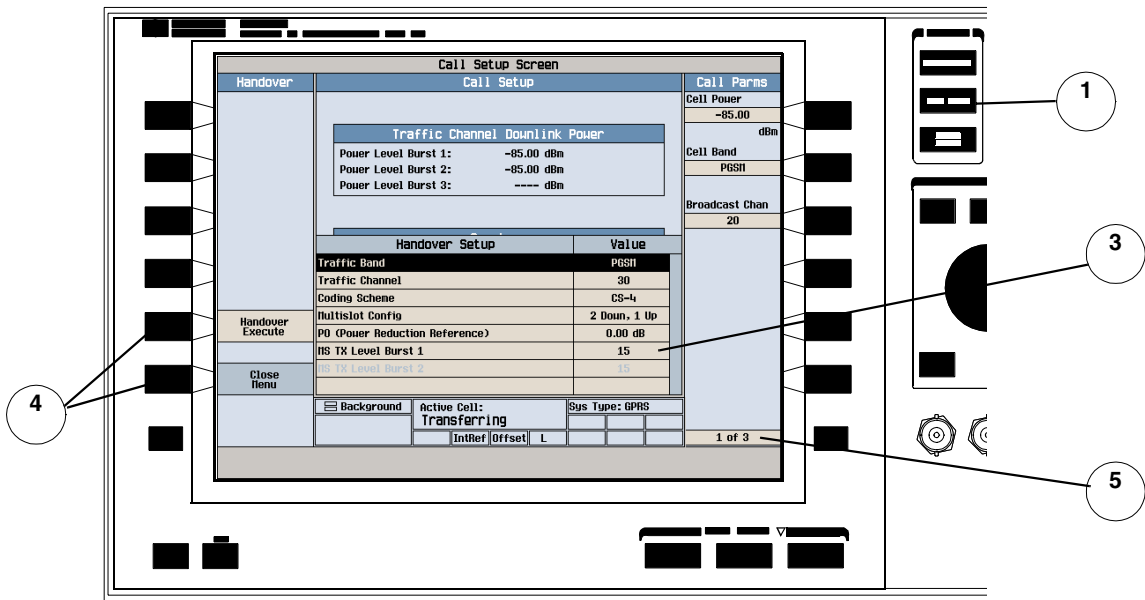 Call Setup Screen
Handover
Call Setup
Call Parms
Cell Power
-85.00
dBm
Cell Band
PGSM
Broadcast Chan
20
Traffic Channel Downlink Power
Power Level Burst 1: -85.00 dBm
Power Level Burst 2: -85.00 dBm
Power Level Burst 3: ---- dBm
Handover Setup Value
Traffic Band PGSM
Traffic Channel 30
Coding Scheme CS-4
Multislot Config 2 Down, 1 Up
P0 (Power Reduction Reference) 0.00 dB
MS TX Level Burst 1 15
MS TX Level Burst 2 15
Handover
Execute
Close
Menu
Background
Active Cell:
Transferring
Sys Type: GPRS
IntRef Offset L
1 of 3
1
3
4
5